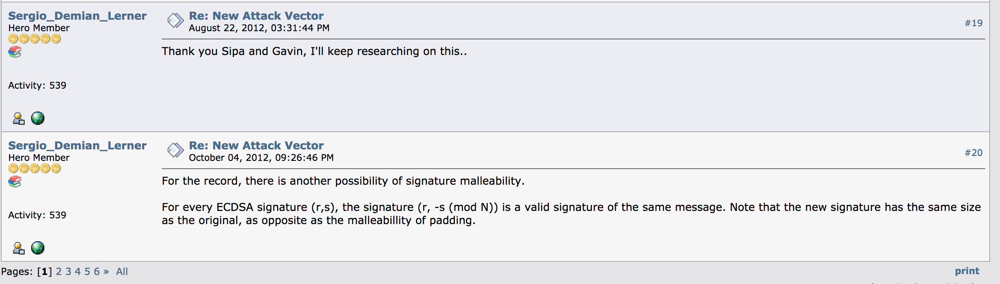 Sergio_Demian_Lerner
Hero Member
Activity: 539
Re: New Attack Vector
August 22, 2012, 03:31:44 PM
#19
Thank you Sipa and Gavin, I'll keep researching on this..
Sergio_Demian_Lerner
Hero Member
Activity: 539
Re: New Attack Vector
October 04, 2012, 09:26:46 PM
#20
For the record, there is another possibility of signature malleability.
For every ECDSA signature (r,s), the signature (r, -s (mod N)) is a valid signature of the same message. Note that the new signature has the same size
as the original, as opposite as the malleabillity of padding.
Pages: [1] 2 3 4 5 6 » All
print